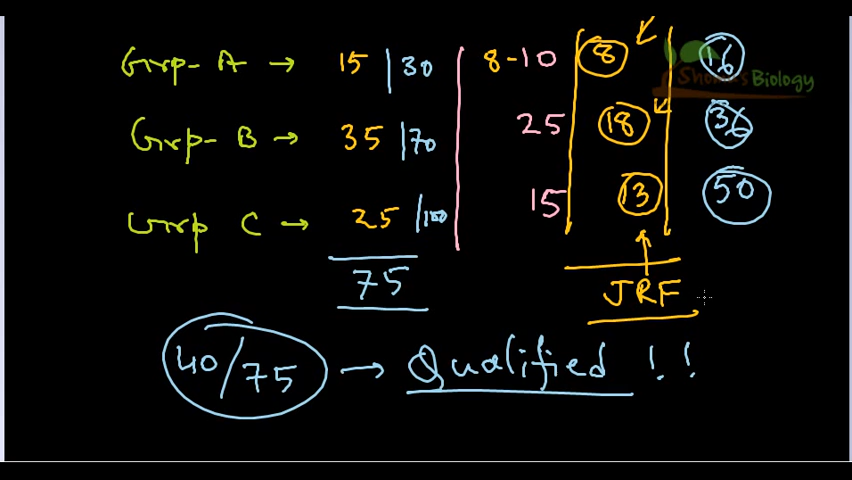 Grp-A → 15 | 30 8-10 8 16
Shomu's Biology
Grp-B → 35 | 70 25 18 36
Grp C → 25 | 100 15 13 50
75
JRF
40/75 → Qualified !!